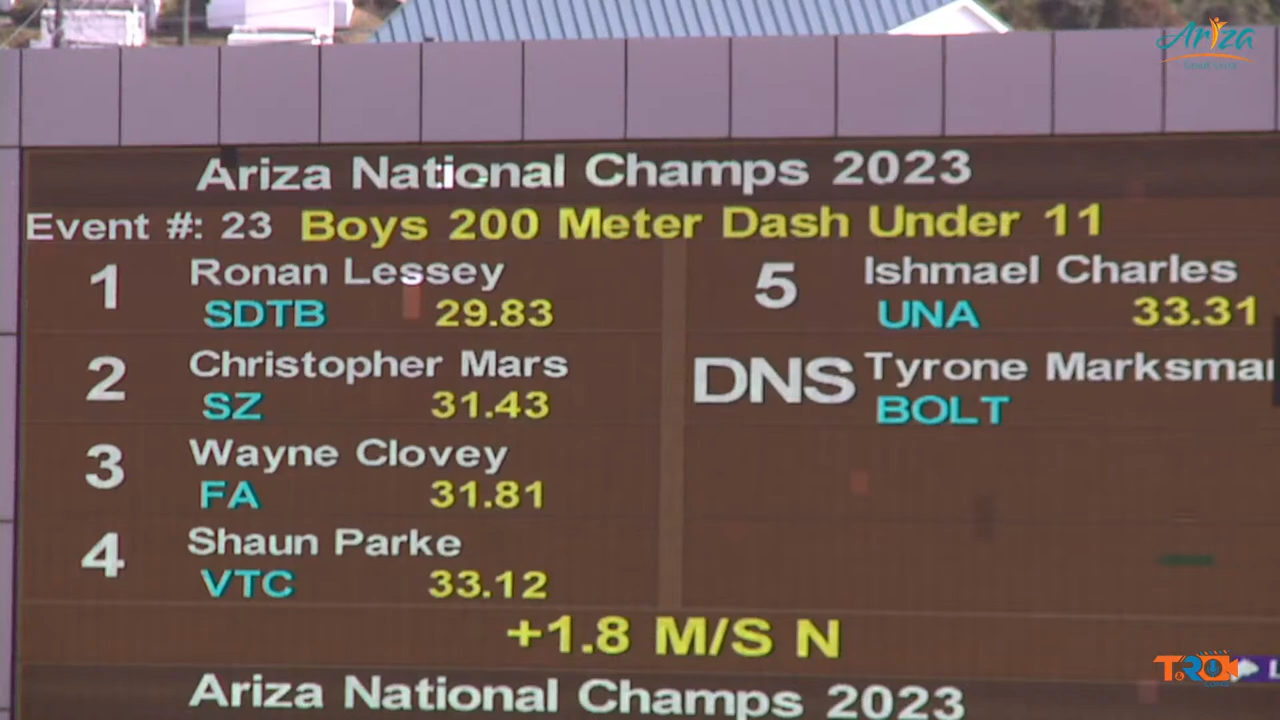 Ariza
Ariza National Champs 2023
Event #: 23 Boys 200 Meter Dash Under 11
1 Ronan Lessey
SDTB 29.83
2 Christopher Mars
SZ 31.43
3 Wayne Clovey
FA 31.81
4 Shaun Parke
VTC 33.12
5 Ishmael Charles
UNA 33.31
DNS Tyrone Marksma
BOLT
+1.8 M/S N
Ariza National Champs 2023